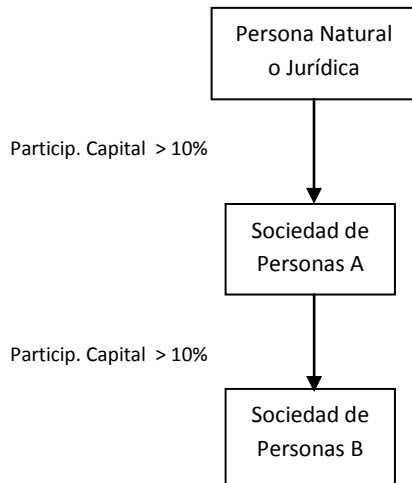 Persona Natural
o Jurídica
Particip. Capital > 10%
Sociedad de
Personas A
Particip. Capital > 10%
Sociedad de
Personas B